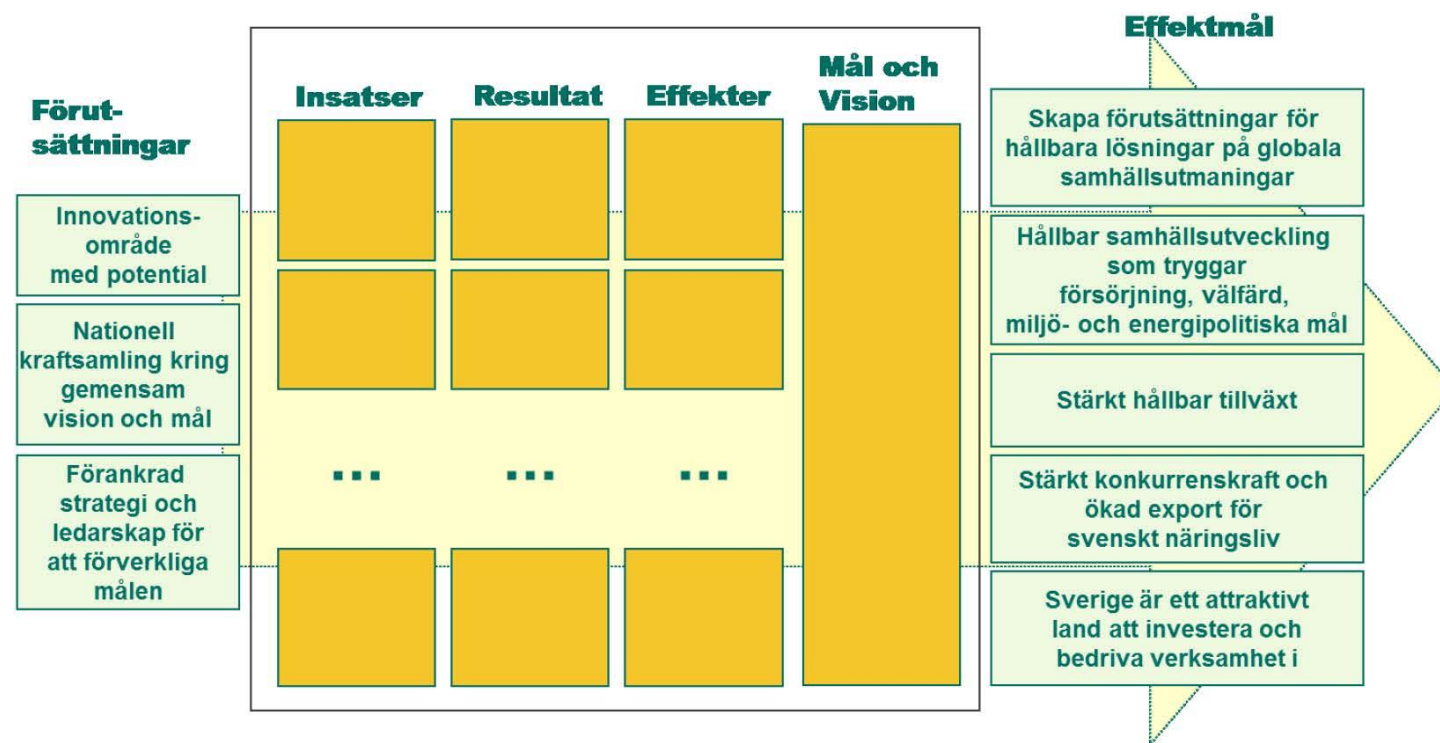 Förut-
sättningar
Innovations-
område
med potential
Nationell
kraftsamling kring
gemensam
vision och mål
Förankrad
strategi och
ledarskap för
att förverkliga
målen
Insatser
Resultat
Effekter
Mål och
Vision
...
...
...
Effektmål
Skapa förutsättningar för
hållbara lösningar på globala
samhällsutmaningar
Hållbar samhällsutveckling
som tryggar
försörjning, välfärd,
miljö- och energipolitiska mål
Stärkt hållbar tillväxt
Stärkt konkurrenskraft och
ökad export för
svenskt näringsliv
Sverige är ett attraktivt
land att investera och
bedriva verksamhet i